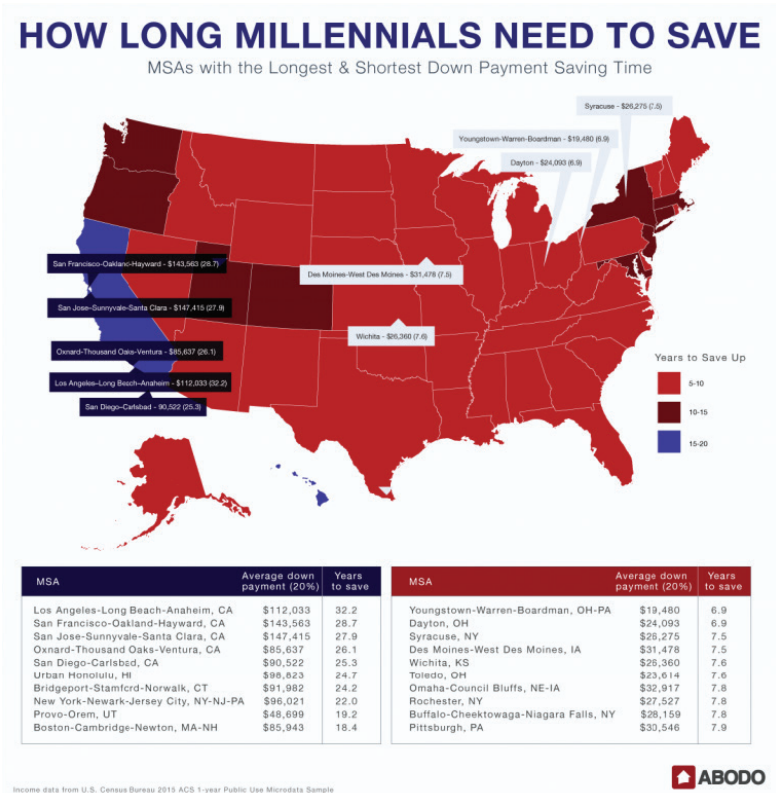 HOW LONG MILLENNIALS NEED TO SAVE
MSAs with the Longest & Shortest Down Payment Saving Time
Syracuse - $26,275 (7.5)
Youngstown-Warren-Boardman - $19,480 (6.9)
Dayton - $24,093 (6.9)
San Francisco-Oakland-Hayward - $143,563 (28.7)
Des Moines-West Des Moines - $31,478 (7.5)
San Jose-Sunnyvale-Santa Clara - $147,415 (27.9)
Wichita - $26,360 (7.6)
Oxnard-Thousand Oaks-Ventura - $85,637 (26.1)
Los Angeles-Long Beach-Anaheim - $112,033 (32.2)
San Diego-Carlsbad - 90,522 (25.3)
Years to Save Up
5-10
10-15
15-20
MSA Average down payment (20%) Years to save
Los Angeles-Long Beach-Anaheim, CA $112,033 32.2
San Francisco-Oakland-Hayward, CA $143,563 28.7
San Jose-Sunnyvale-Santa Clara, CA $147,415 27.9
Oxnard-Thousand Oaks-Ventura, CA $85,637 26.1
San Diego-Carlsbad, CA $90,522 25.3
Urban Honolulu, HI $98,823 24.7
Bridgeport-Stamford-Norwalk, CT $91,982 24.2
New York-Newark-Jersey City, NY-NJ-PA $96,021 22.0
Provo-Orem, UT $48,699 19.2
Boston-Cambridge-Newton, MA-NH $85,943 18.4
MSA Average down payment (20%) Years to save
Youngstown-Warren-Boardman, OH-PA $19,480 6.9
Dayton, OH $24,093 6.9
Syracuse, NY $26,275 7.5
Des Moines-West Des Moines, IA $31,478 7.5
Wichita, KS $26,360 7.6
Toledo, OH $23,614 7.6
Omaha-Council Bluffs, NE-IA $32,917 7.8
Rochester, NY $27,527 7.8
Buffalo-Cheektowaga-Niagara Falls, NY $28,159 7.8
Pittsburgh, PA $30,546 7.9
ABODO
Income data from U.S. Census Bureau 2015 ACS 1-year Public Use Microdata Sample